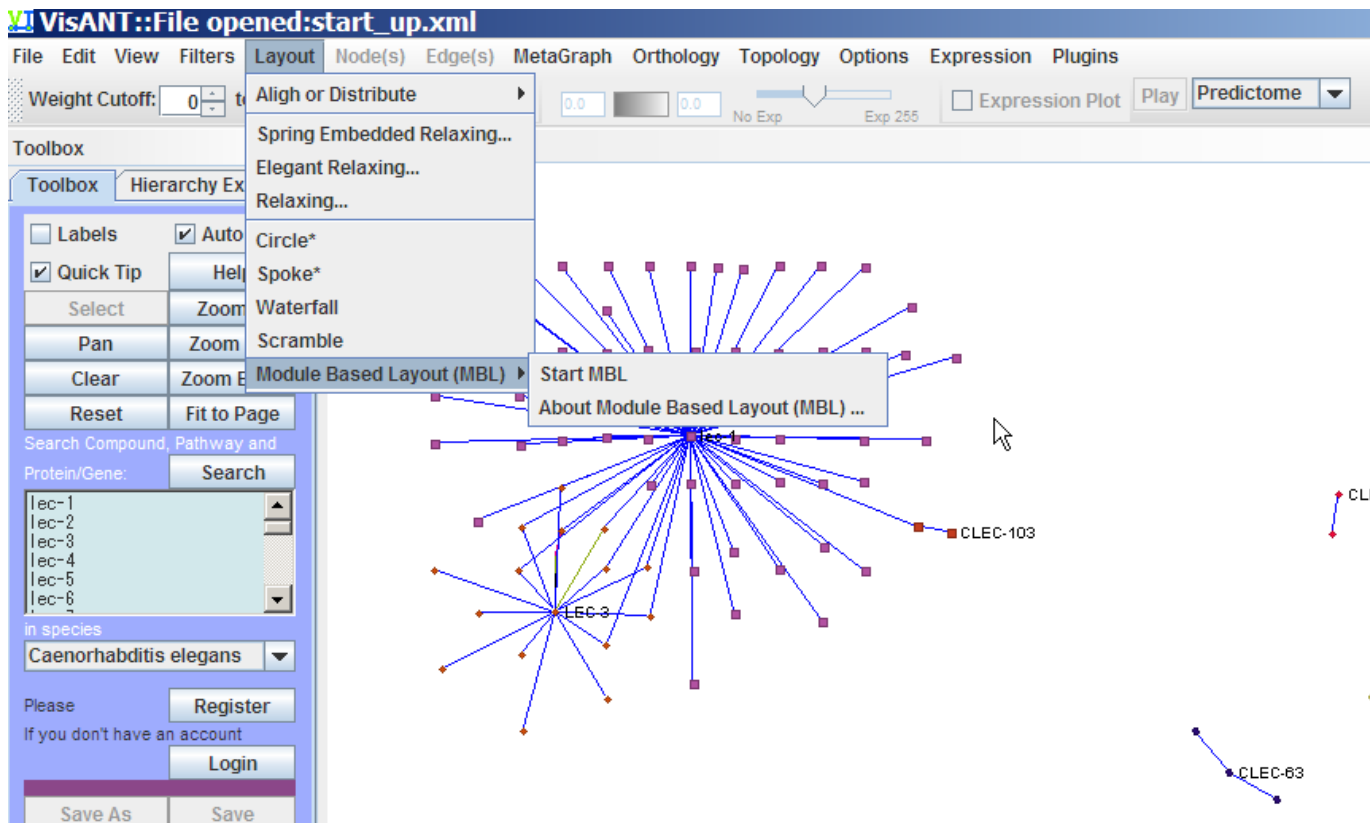 VisANT::File opened:start_up.xml
File Edit View Filters Layout Node(s) Edge(s) MetaGraph Orthology Topology Options Expression Plugins
Weight Cutoff: 0 0.0 0.0 No Exp Exp 255 Expression Plot Play Predictome
Aligh or Distribute
Spring Embedded Relaxing...
Elegant Relaxing...
Relaxing...
Circle*
Spoke*
Waterfall
Scramble
Module Based Layout (MBL)
Start MBL
About Module Based Layout (MBL) ...
Toolbox
Toolbox Hierarchy Ex
Labels Auto
Quick Tip Help
Select Zoom
Pan Zoom
Clear Zoom E
Reset Fit to Page
Search Compound, Pathway and
Protein/Gene: Search
lec-1
lec-2
lec-3
lec-4
lec-5
lec-6
in species
Caenorhabditis elegans
Please Register
If you don't have an account
Login
Save As Save
lec-1
CLEC-103
LEC-3
CLEC-63